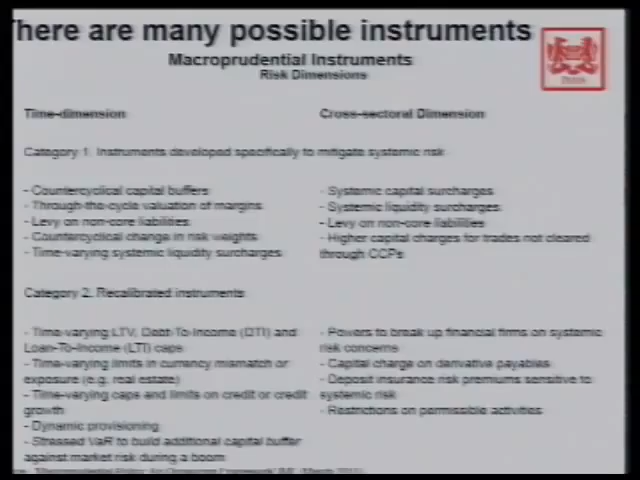 here are many possible instruments
Macroprudential Instruments
Risk Dimensions
Time-dimension
Cross-sectoral Dimension
Category 1. Instruments developed specifically to mitigate systemic risk
- Countercyclical capital buffers
- Through-the-cycle valuation of margins
- Levy on non-core liabilities
- Countercyclical change in risk weights
- Time-varying systemic liquidity surcharges
- Systemic capital surcharges
- Systemic liquidity surcharges
- Levy on non-core liabilities
- Higher capital charges for trades not cleared
through CCPs
Category 2. Recalibrated instruments
- Time-varying LTV, Debt-To-Income (DTI) and
Loan-To-Income (LTI) caps
- Time-varying limits in currency mismatch or
exposure (e.g. real estate)
- Time-varying caps and limits on credit or credit
growth
- Dynamic provisioning
- Stressed VaR to build additional capital buffer
against market risk during a boom
- Powers to break up financial firms on systemic
risk concerns
- Capital charge on derivative payables
- Deposit insurance risk premiums sensitive to
systemic risk
- Restrictions on permissible activities